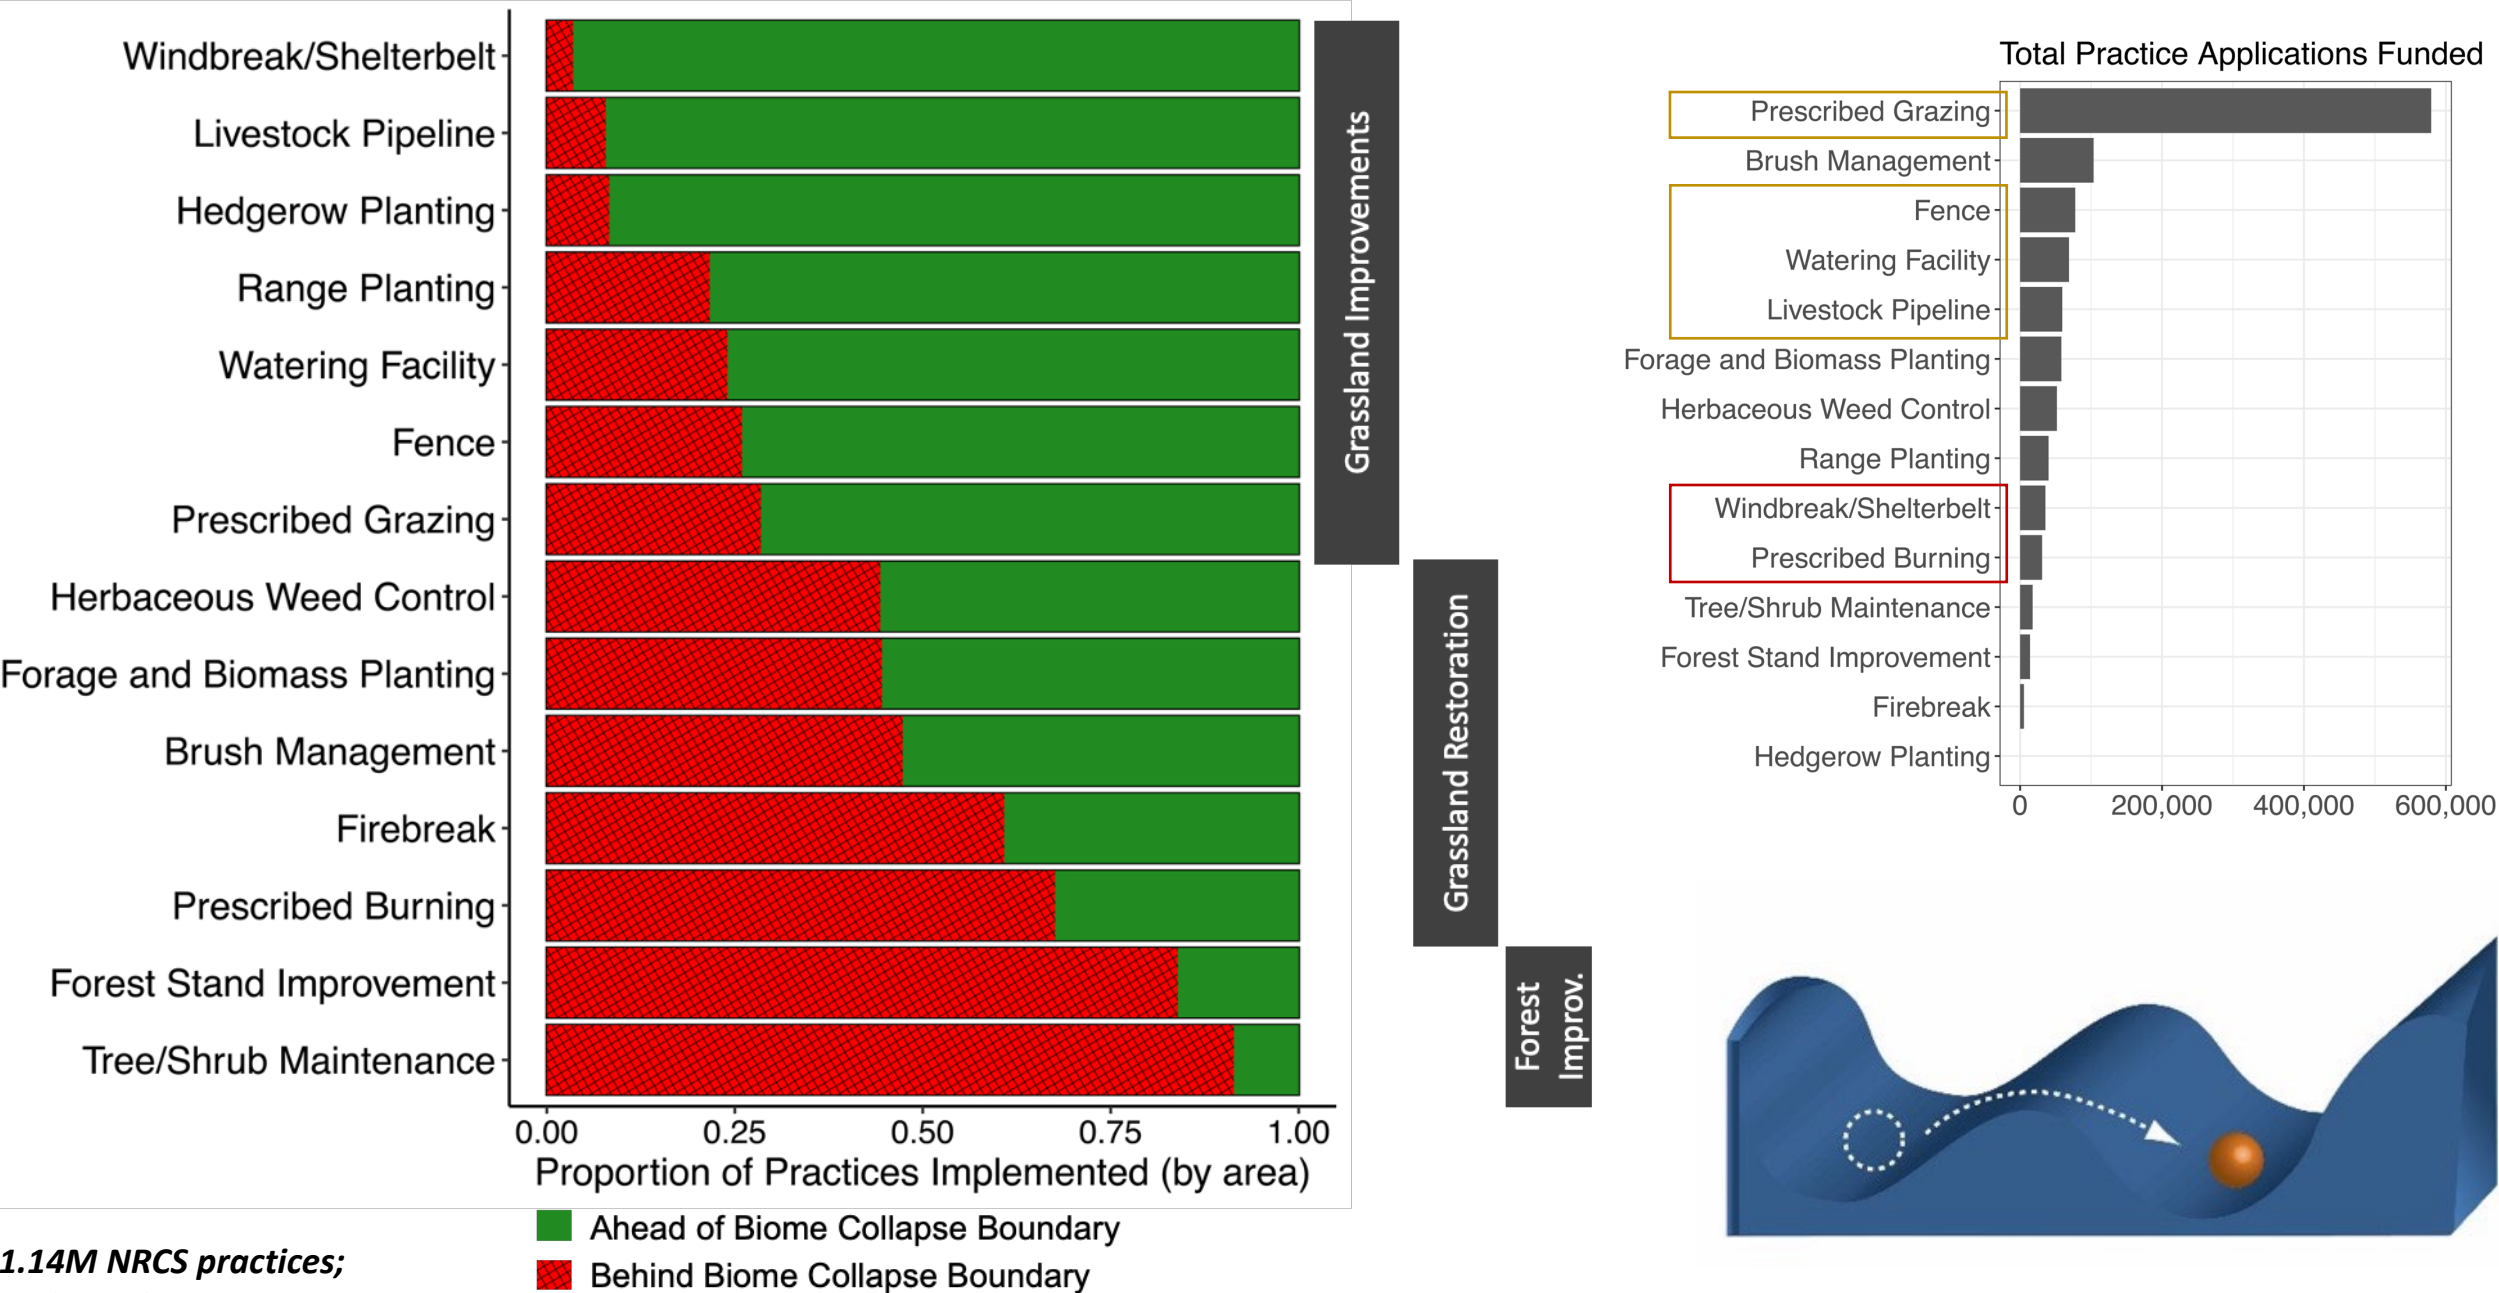 Windbreak/Shelterbelt
Livestock Pipeline
Hedgerow Planting
Range Planting
Watering Facility
Fence
Prescribed Grazing
Herbaceous Weed Control
Forage and Biomass Planting
Brush Management
Firebreak
Prescribed Burning
Forest Stand Improvement
Tree/Shrub Maintenance
0.00 0.25 0.50 0.75 1.00
Proportion of Practices Implemented (by area)
Ahead of Biome Collapse Boundary
Behind Biome Collapse Boundary
1.14M NRCS practices;
Grassland Improvements
Grassland Restoration
Forest
Improv.
Total Practice Applications Funded
Prescribed Grazing
Brush Management
Fence
Watering Facility
Livestock Pipeline
Forage and Biomass Planting
Herbaceous Weed Control
Range Planting
Windbreak/Shelterbelt
Prescribed Burning
Tree/Shrub Maintenance
Forest Stand Improvement
Firebreak
Hedgerow Planting
0 200,000 400,000 600,000